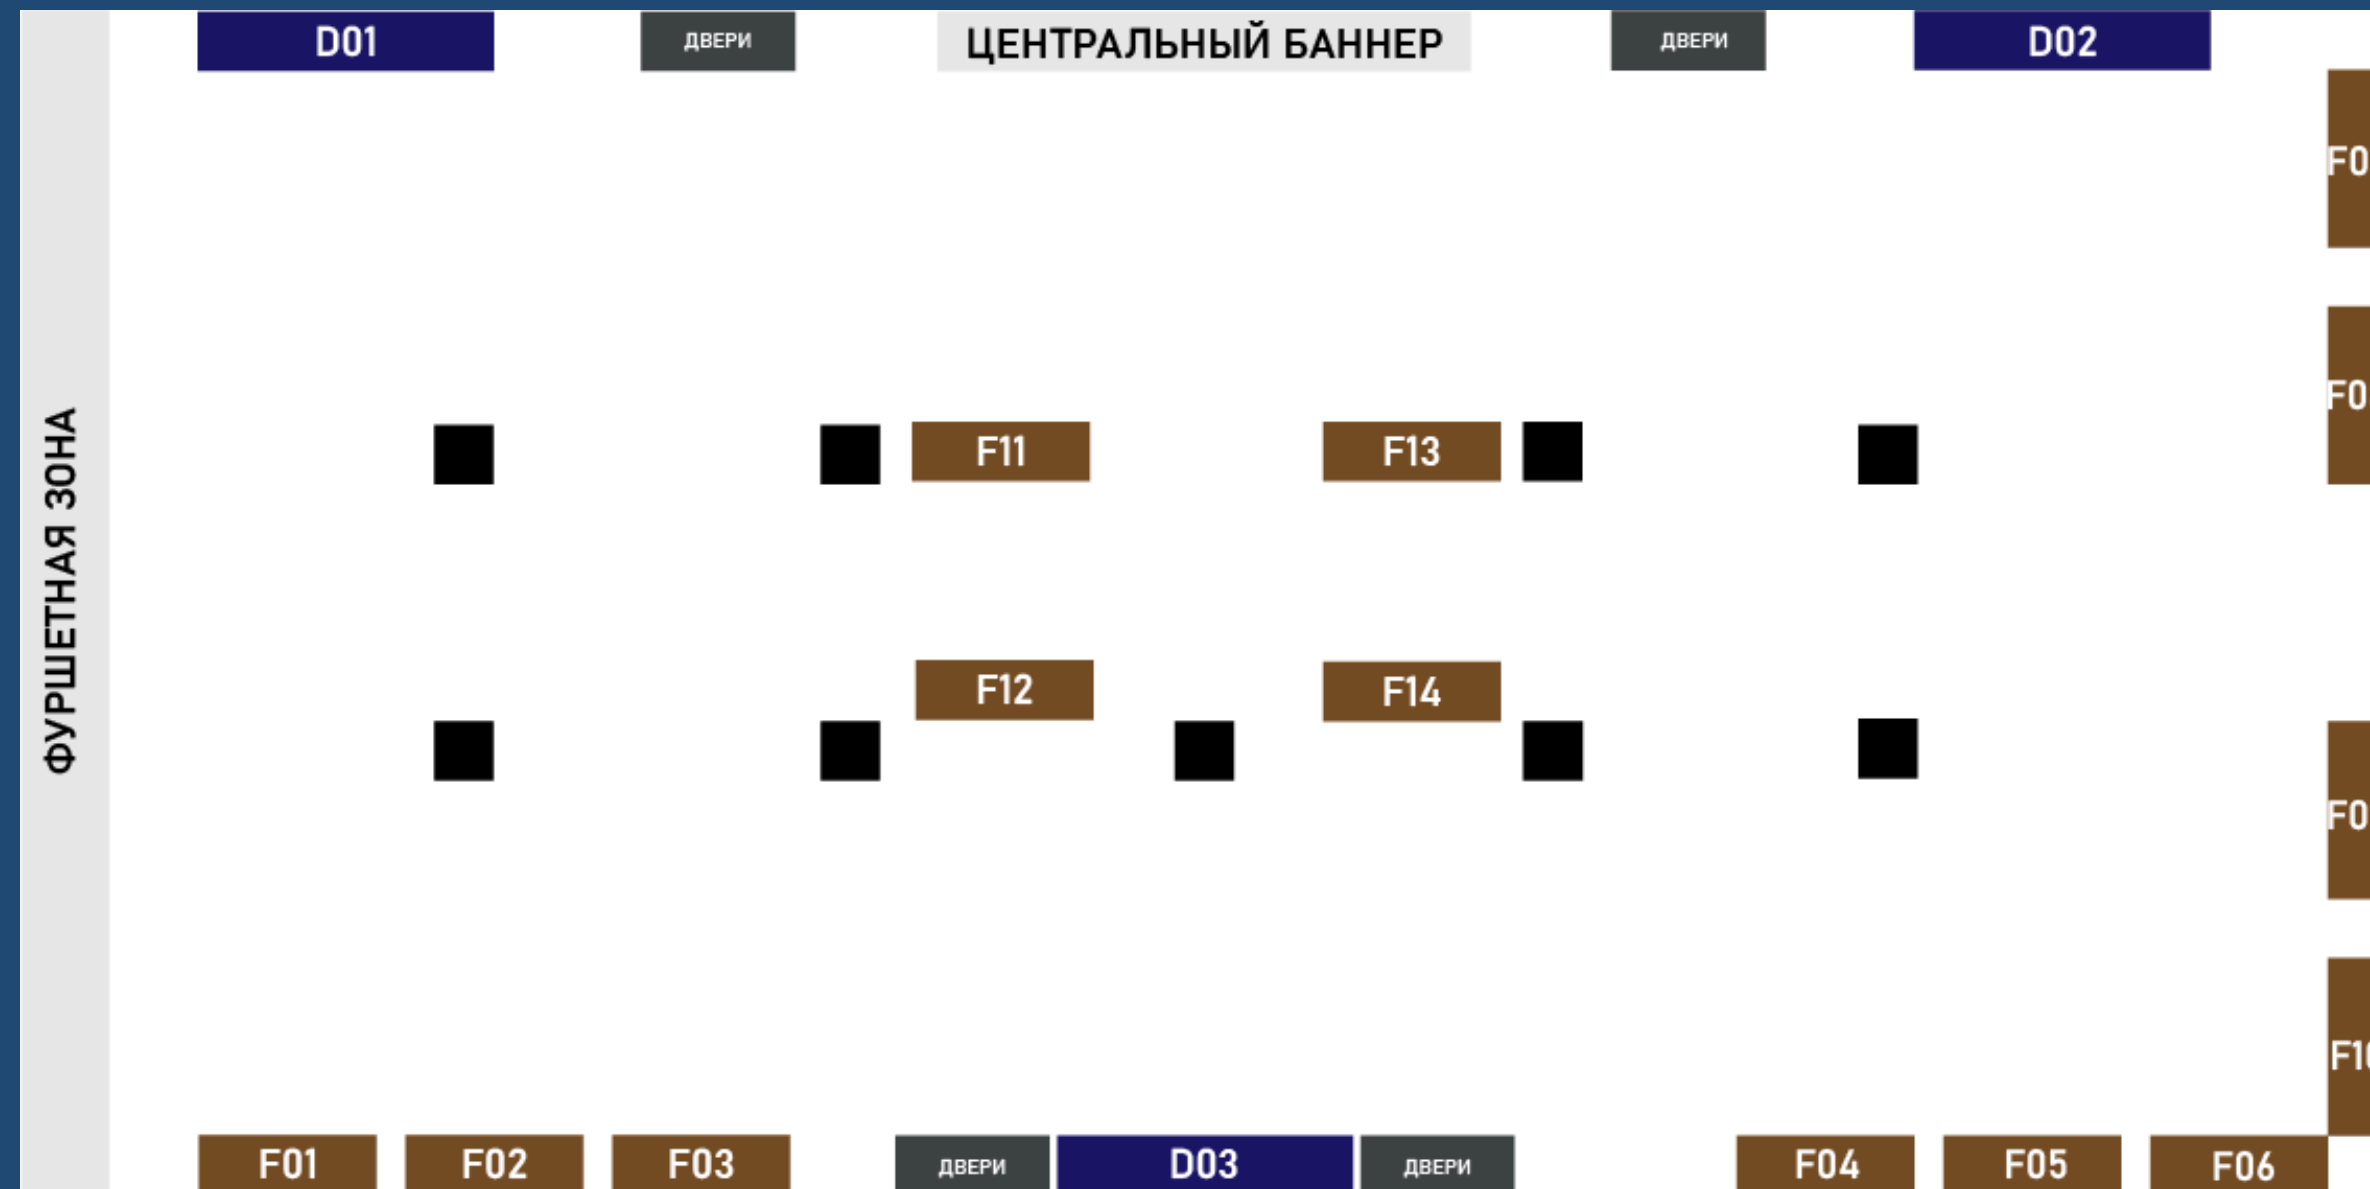 D01
ДВЕРИ
ЦЕНТРАЛЬНЫЙ БАННЕР
ДВЕРИ
D02
ФУРШЕТНАЯ ЗОНА
F11
F13
F12
F14
F01
F02
F03
ДВЕРИ
D03
ДВЕРИ
F04
F05
F06